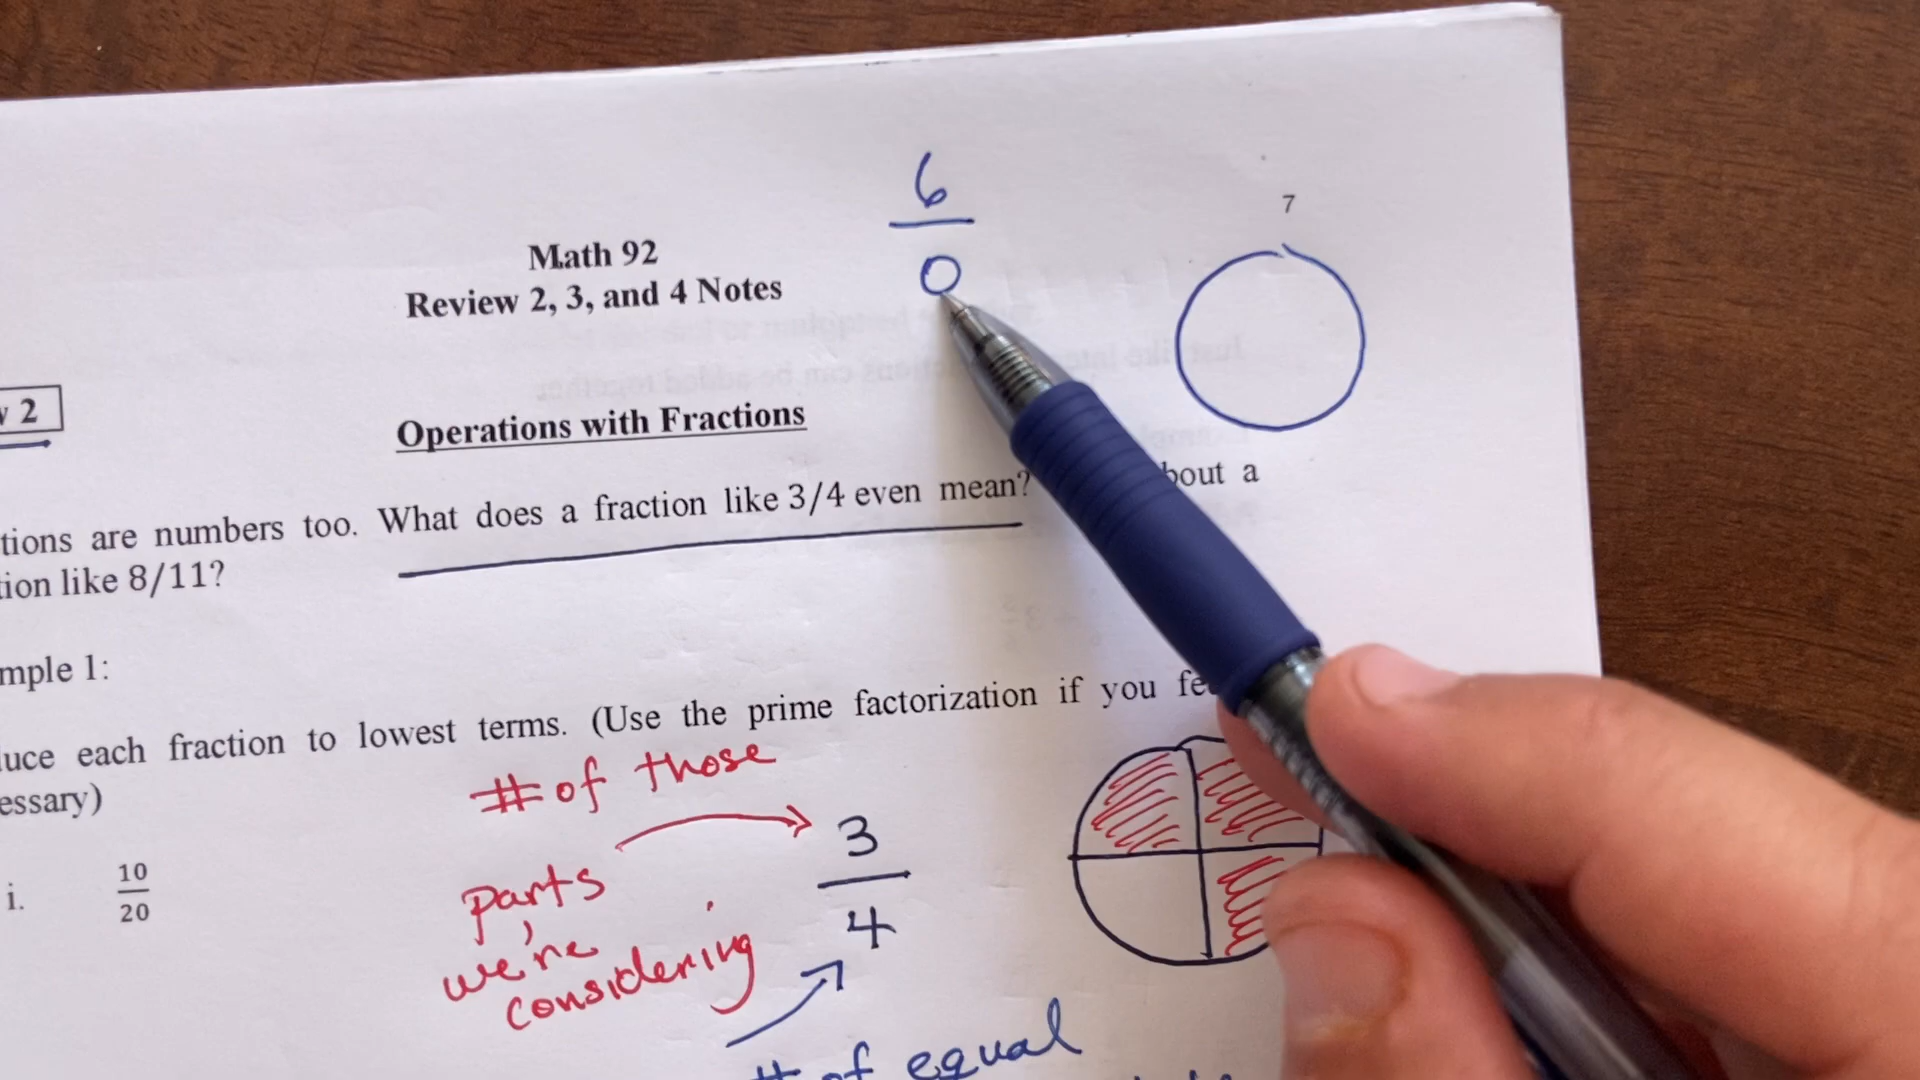 6
0
7
Math 92
Review 2, 3, and 4 Notes
2
Operations with Fractions
tions are numbers too. What does a fraction like 3/4 even mean? bout a
tion like 8/11?
mple 1:
luce each fraction to lowest terms. (Use the prime factorization if you fe
essary)
# of those
parts
we're
considering
3
4
i. 10
20
# of equal